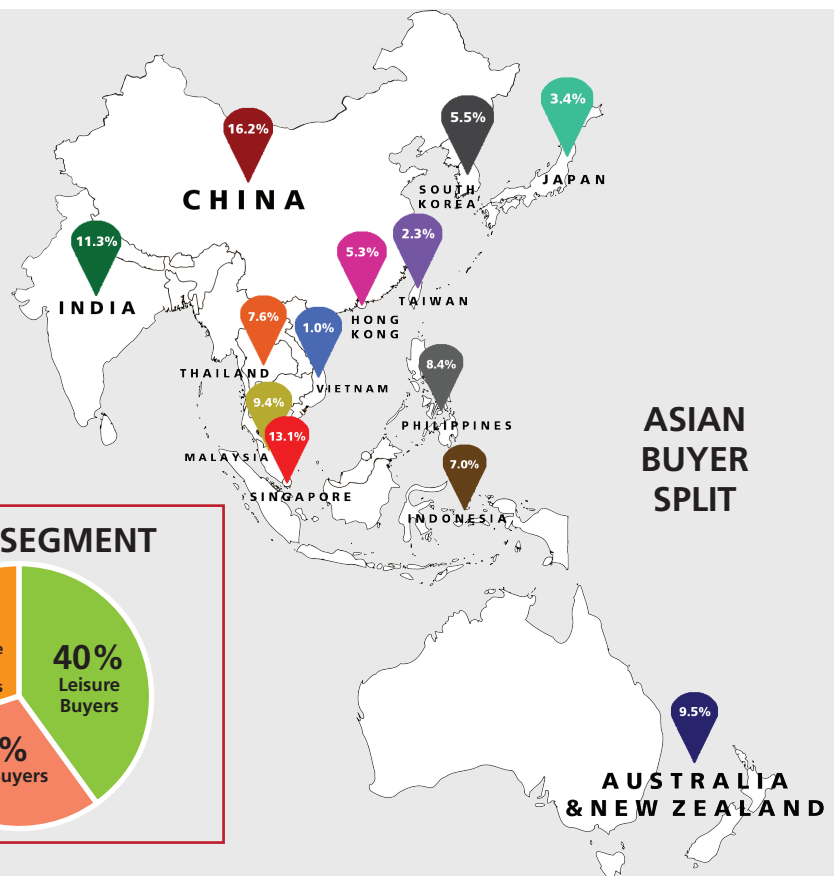 3.4%
5.5%
16.2%
JAPAN
SOUTH
KOREA
CHINA
2.3%
11.3%
5.3%
TAIWAN
INDIA
HONG
KONG
7.6%
1.0%
8.4%
THAILAND
VIETNAM
9.4%
PHILIPPINES
13.1%
MALAYSIA
7.0%
SINGAPORE
INDONESIA
ASIAN
BUYER
SPLIT
SEGMENT
40%
Leisure
Buyers
%
9.5%
AUSTRALIA
& NEW ZEALAND